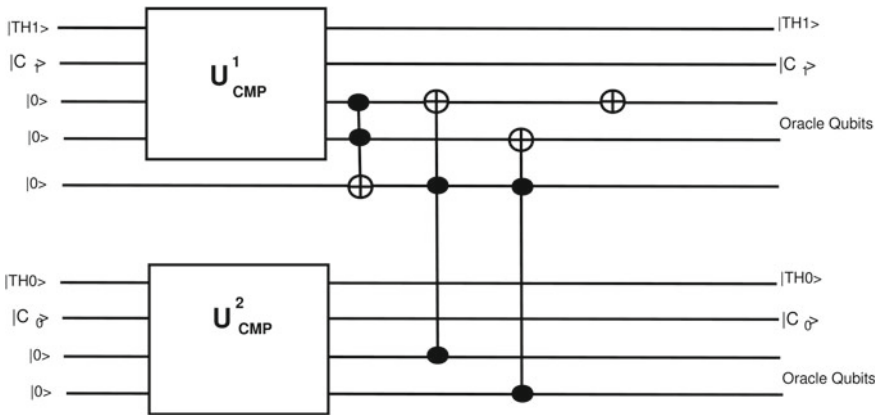 |TH1> |TH1>
|C 1> U 1 CMP |C 1>
|0>
|0> Oracle Qubits
|0>
|TH0> |TH0>
|C 0> U 2 CMP |C 0>
|0>
|0> Oracle Qubits